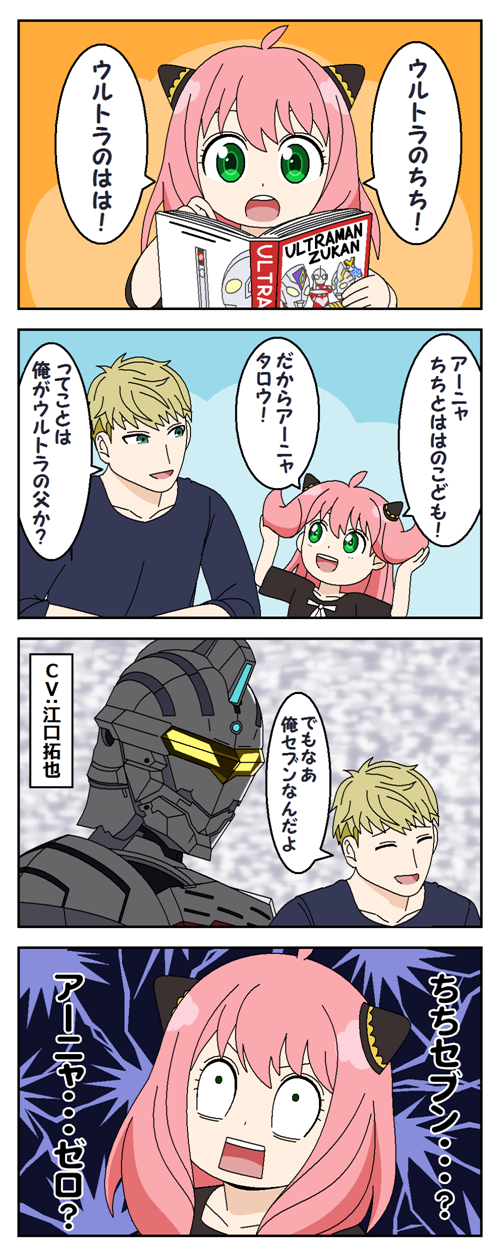 ウルトラのちち！
ウルトラのはは！
ULTRA
ULTRAMAN
ZUKAN
アーニャ
ちちとははのこども！
だからアーニャ
タロウ！
ってことは
俺がウルトラの父か？
CV:江口拓也
でもなあ
俺セブンなんだよ
ちちセブン・・・・？
アーニャ・・・ゼロ？